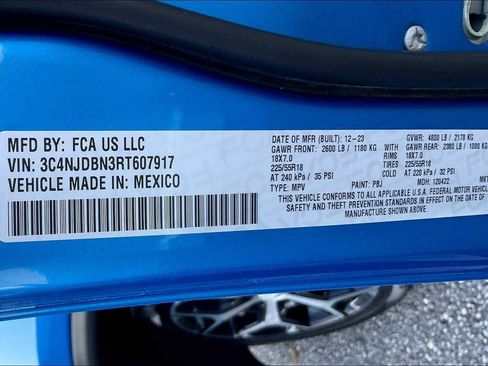 MFD BY: FCA US LLC
VIN: 3C4NJDBN3RT607917
VEHICLE MADE IN: MEXICO
DATE OF MFR (BUILT): 12-23 GVWR: 4800 LB / 2178 KG
GAWR FRONT: 2600 LB / 1180 KG GAWR REAR: 2380 LB / 1080 KG
18X7.0 RIMS 18X7.0
225/55R18 TIRES 225/55R18
AT 240 kPa / 35 PSI COLD AT 220 kPa / 32 PSI
TYPE: MPV PAINT: PBJ MDH: 120422 MKT
THIS VEHICLE CONFORMS TO ALL APPLICABLE U.S.A. FEDERAL MOTOR VEHICLE
SAFETY AND THEFT PREVENTION STANDARDS IN EFFECT ON THE DATE OF
MANUFACTURE SHOWN ABOVE.